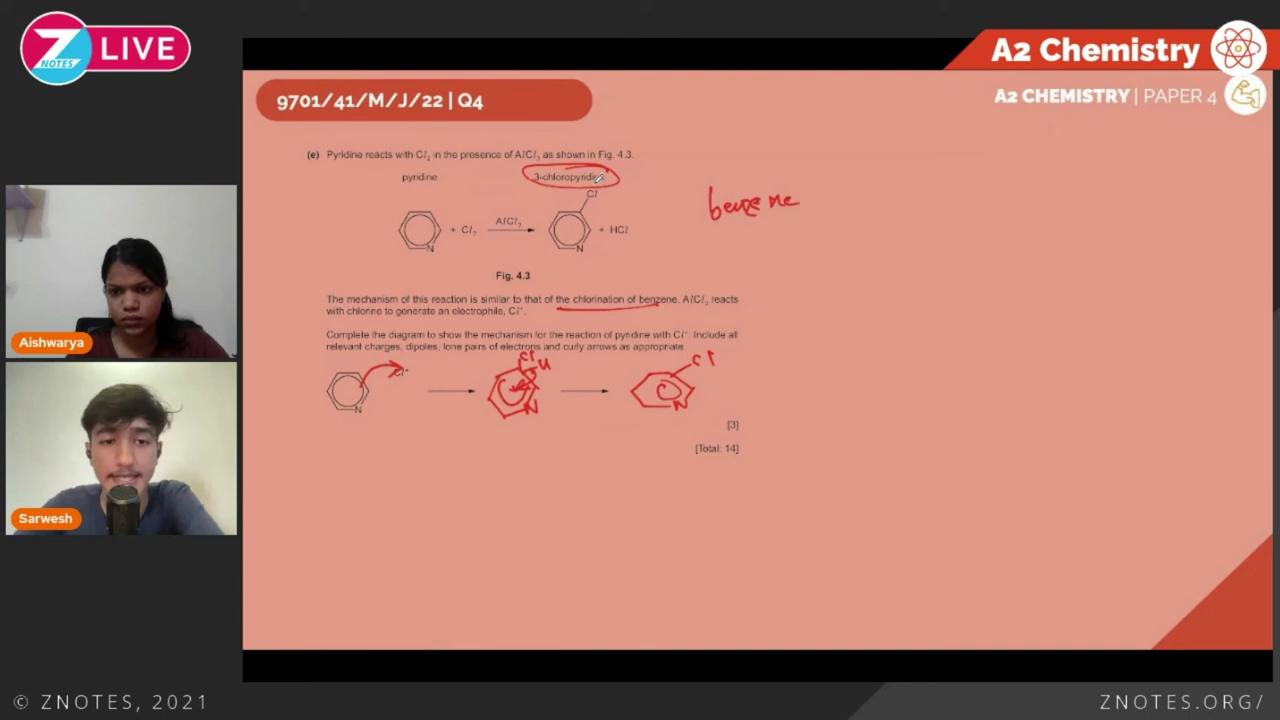 Z NOTES LIVE
A2 Chemistry
A2 CHEMISTRY | PAPER 4
9701/41/M/J/22 | Q4
(e) Pyridine reacts with Cl₂ in the presence of AlCl₃ as shown in Fig. 4.3.
pyridine
3-chloropyridine
Cl
benzene
+ Cl₂
AlCl₃
+ HCl
N
N
Fig. 4.3
The mechanism of this reaction is similar to that of the chlorination of benzene. AlCl₃ reacts
with chlorine to generate an electrophile, Cl⁺.
Complete the diagram to show the mechanism for the reaction of pyridine with Cl⁺. Include all
relevant charges, dipoles, lone pairs of electrons and curly arrows as appropriate.
Cl⁺
Cl
H
Cl
N
N
N
[3]
[Total: 14]
Aishwarya
Sarwesh
© ZNOTES, 2021
ZNOTES.ORG/